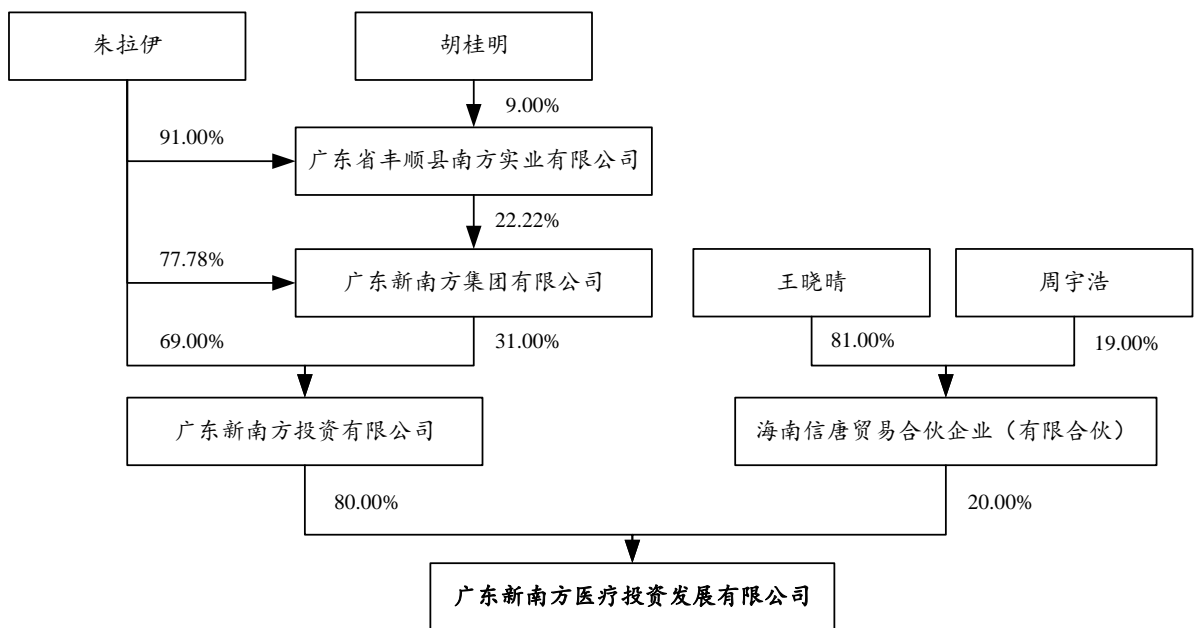 朱拉伊
胡桂明
9.00%
91.00%
广东省丰顺县南方实业有限公司
22.22%
77.78%
广东新南方集团有限公司
王晓晴
周宇浩
69.00%
31.00%
81.00%
19.00%
广东新南方投资有限公司
海南信唐贸易合伙企业（有限合伙）
80.00%
20.00%
广东新南方医疗投资发展有限公司